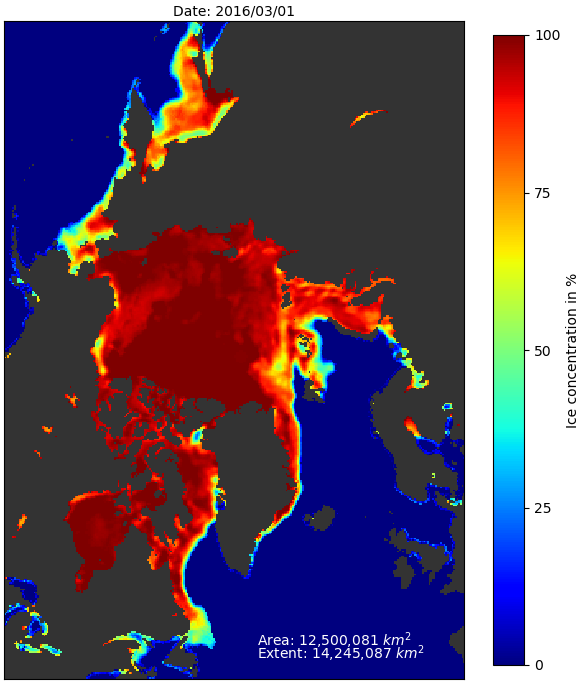 Date: 2016/03/01
100
75
50
25
0
Ice concentration in %
Area: 12,500,081 km²
Extent: 14,245,087 km²